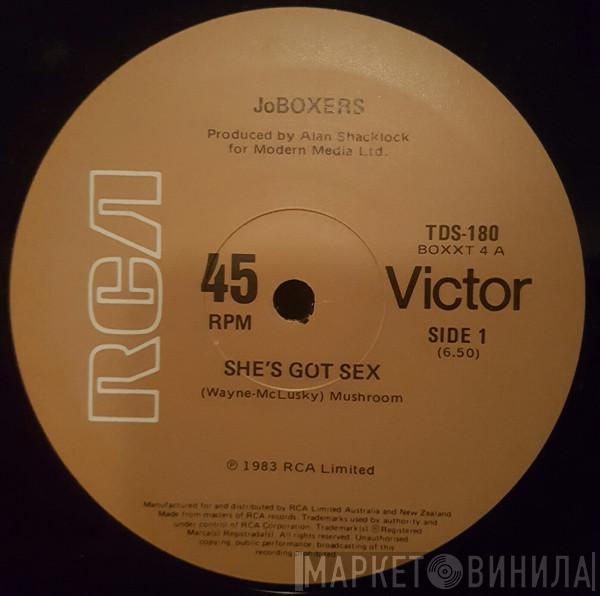 JoBOXERS
Produced by Alan Shacklock
for Modern Media Ltd.
RCA
45
RPM
TDS-180
BOXXT 4 A
Victor
SIDE 1
(6.50)
SHE'S GOT SEX
(Wayne-McLusky) Mushroom
℗ 1983 RCA Limited
Manufactured for and distributed by RCA Limited Australia and New Zealand
Made from masters of RCA records. Trademarks used by authority and
under control of RCA Corporation. Trademark(s) ® Registered
Marca(s) Registrada(s). All rights reserved. Unauthorised
copying, public performance, broadcasting of this
recording prohibited.
МАРКЕТ ВИНИЛА